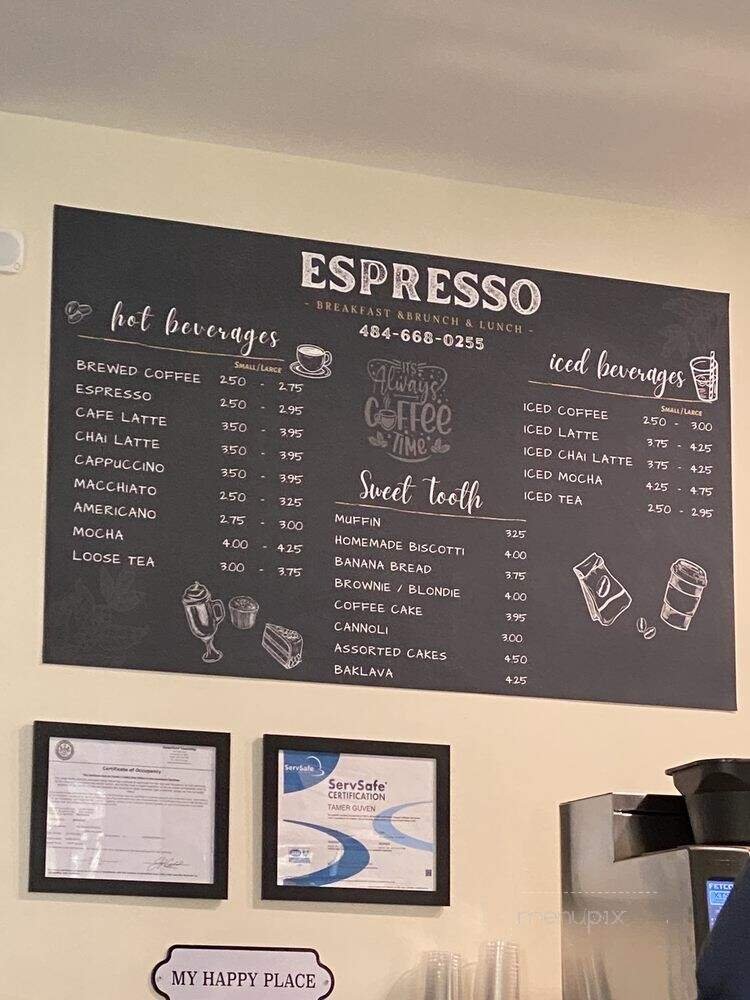 ESPRESSO
- BREAKFAST &BRUNCH & LUNCH -
484-668-0255
hot beverages
SMALL / LARGE
BREWED COFFEE 2.50 - 2.75
ESPRESSO 2.50 - 2.95
CAFE LATTE 3.50 - 3.95
CHAI LATTE 3.50 - 3.95
CAPPUCCINO 3.50 - 3.95
MACCHIATO 2.50 - 3.25
AMERICANO 2.75 - 3.00
MOCHA 4.00 - 4.25
LOOSE TEA 3.00 - 3.75
IT'S
Always
COFFEE
TIME
Sweet Tooth
MUFFIN 3.25
HOMEMADE BISCOTTI 4.00
BANANA BREAD 3.75
BROWNIE / BLONDIE 4.00
COFFEE CAKE 3.95
CANNOLI 3.00
ASSORTED CAKES 4.50
BAKLAVA 4.25
iced beverages
SMALL / LARGE
ICED COFFEE 2.50 - 3.00
ICED LATTE 3.75 - 4.25
ICED CHAI LATTE 3.75 - 4.25
ICED MOCHA 4.25 - 4.75
ICED TEA 2.50 - 2.95
Certificate of Occupancy
ServSafe
ServSafe®
CERTIFICATION
TAMER GUVEN
FETCO
menupix
MY HAPPY PLACE